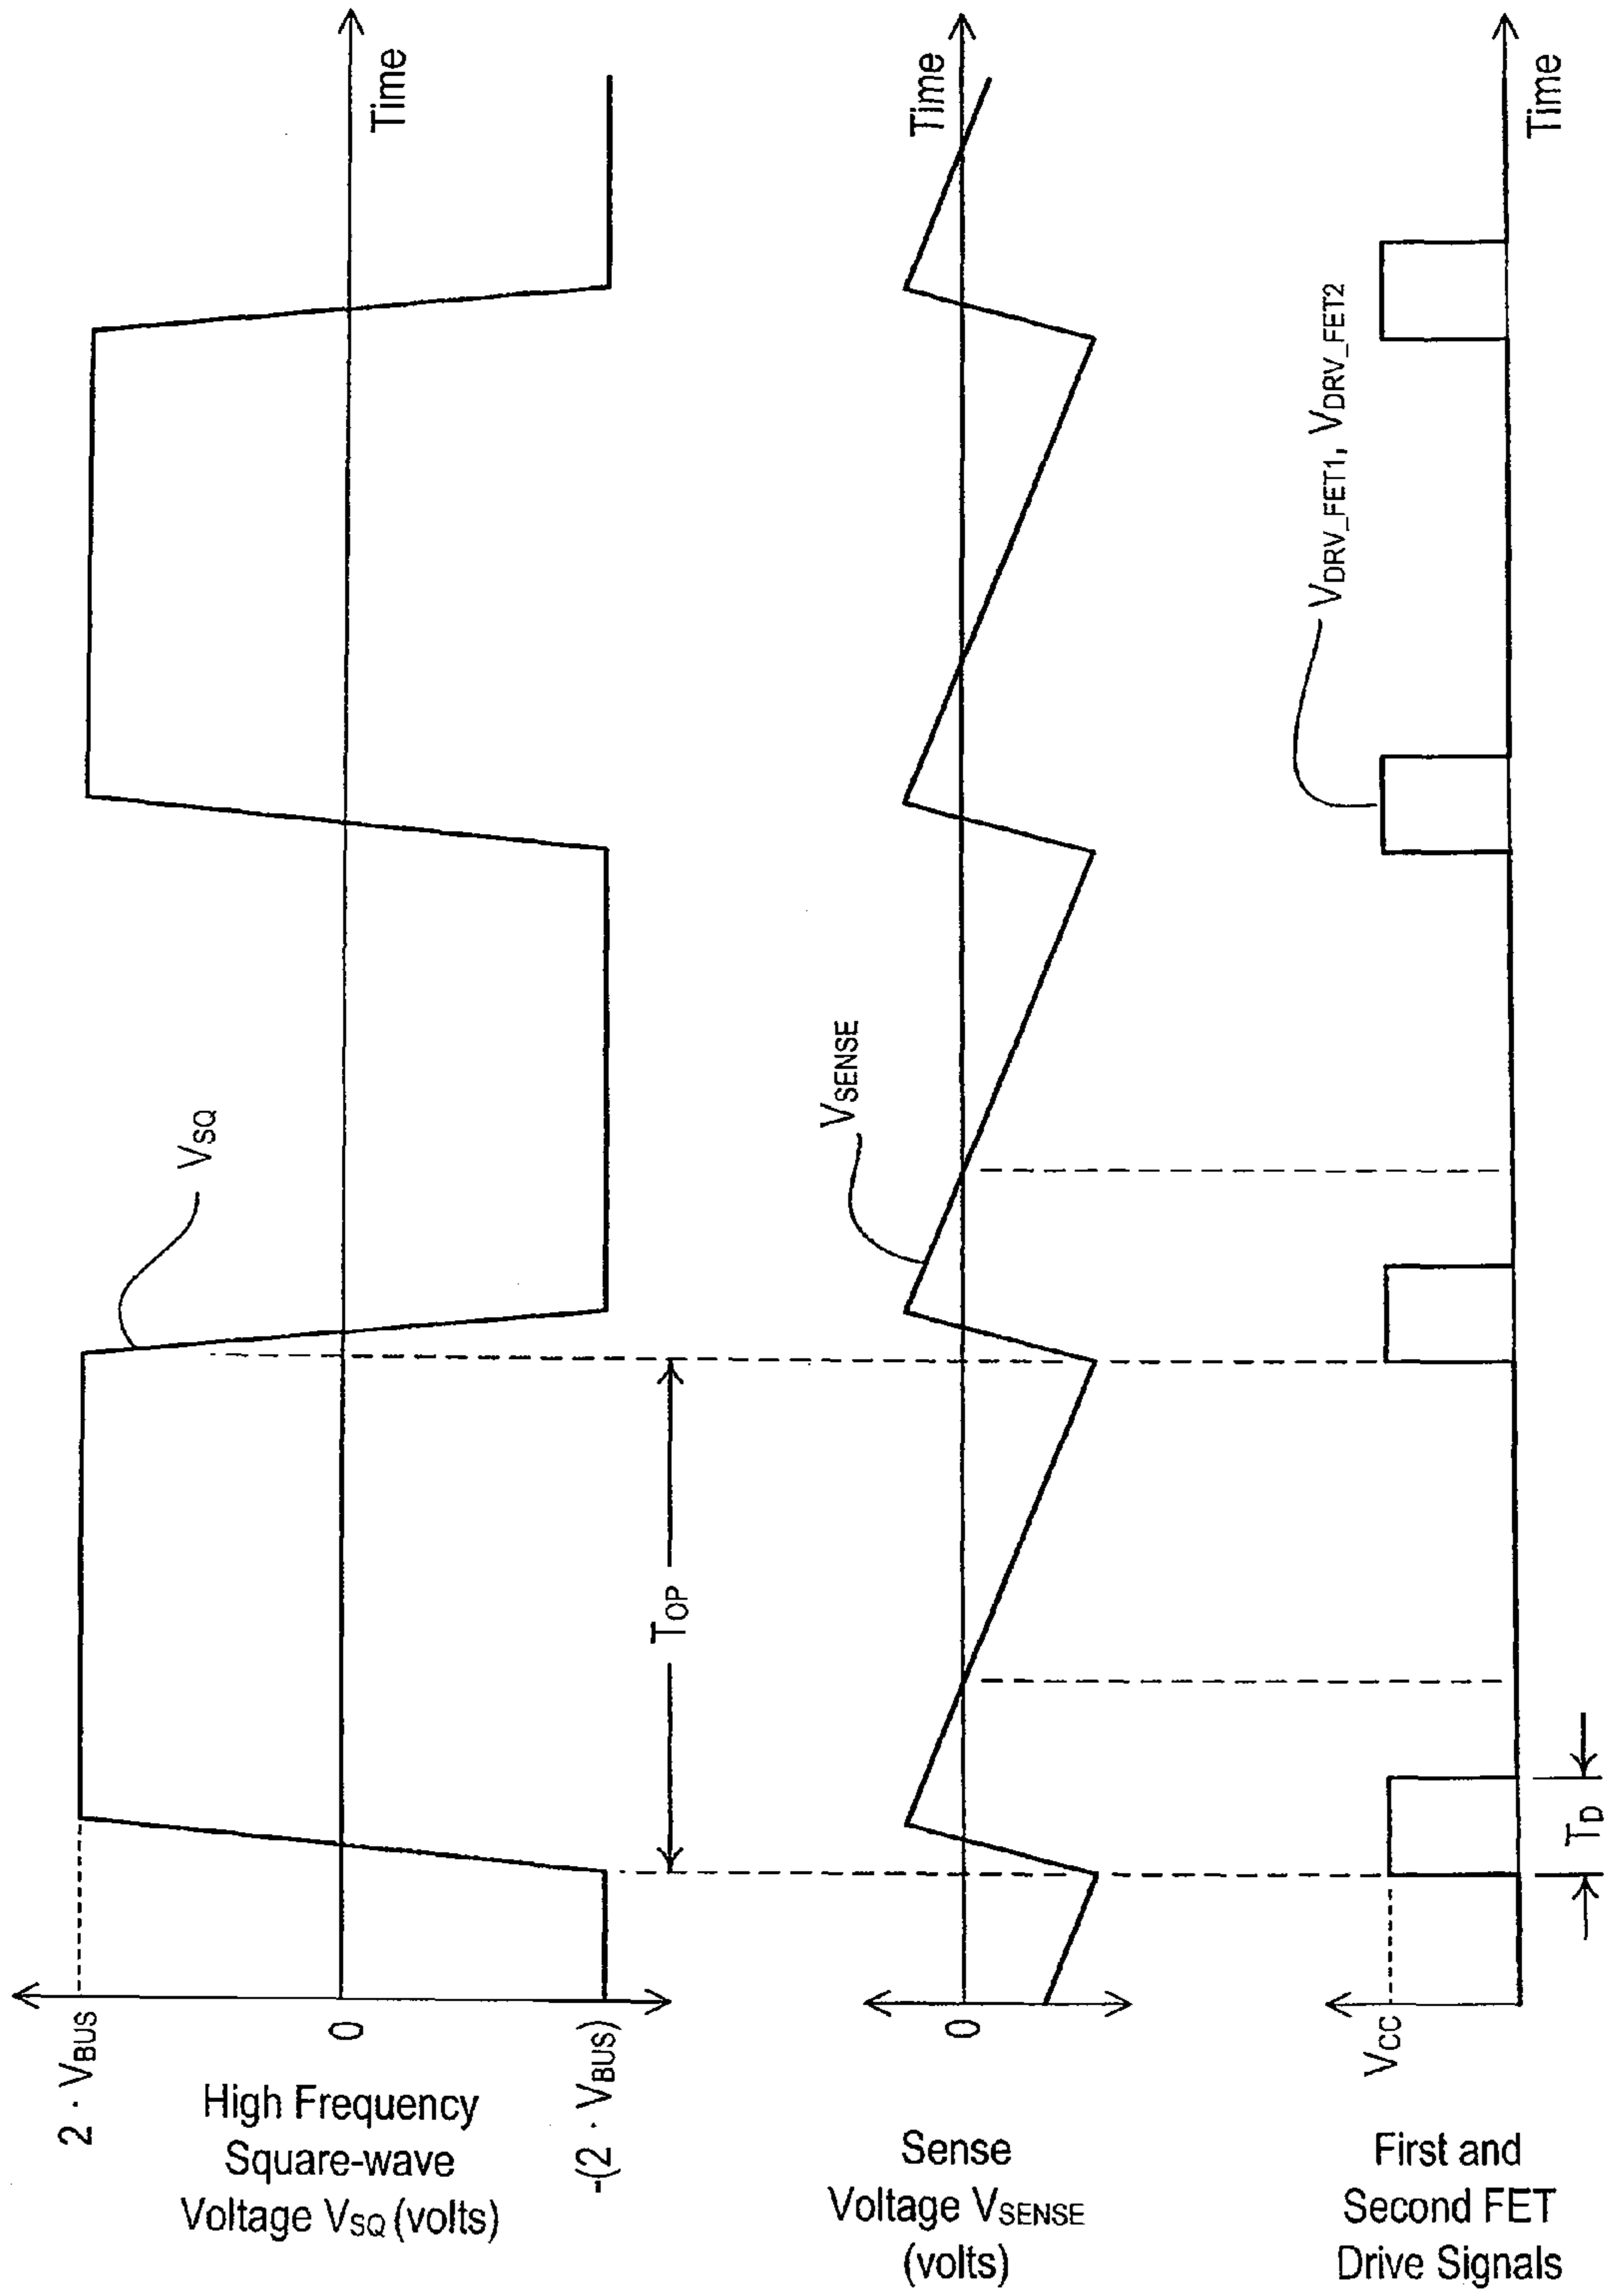 2 · VBUS
0
-(2 · VBUS)
High Frequency
Square-wave
Voltage VSQ (volts)
VSQ
TOP
Time
0
Sense
Voltage VSENSE
(volts)
VSENSE
Time
VCC
First and
Second FET
Drive Signals
TD
VDRV_FET1, VDRV_FET2
Time